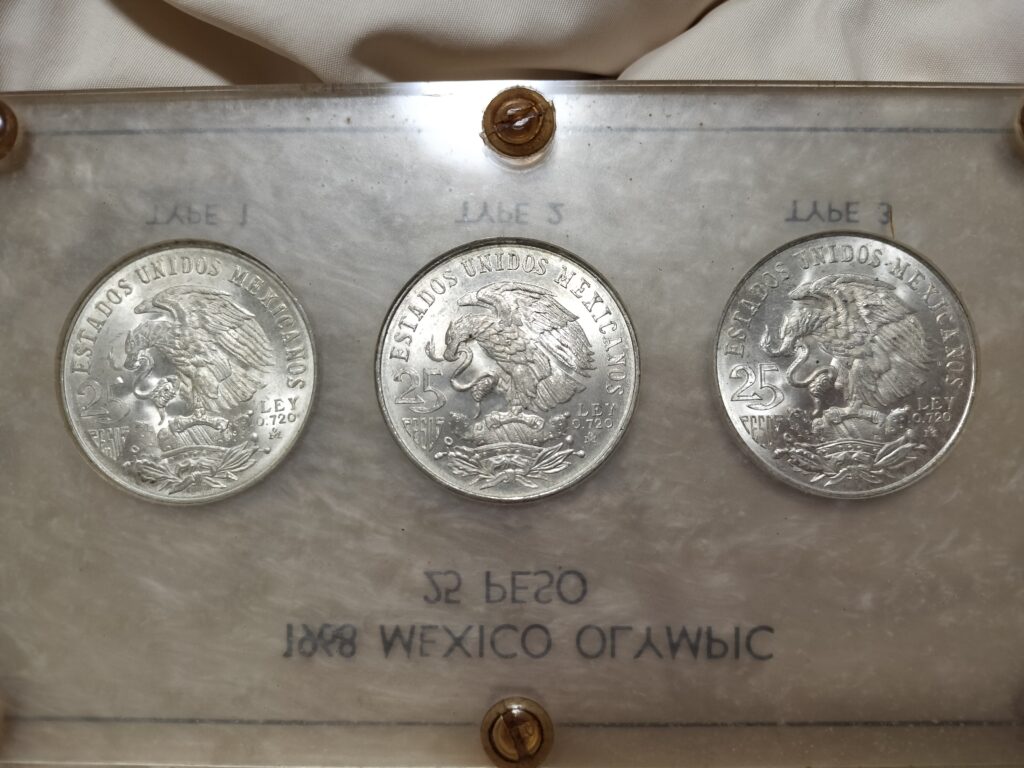 TYPE 1
TYPE 2
TYPE 3
ESTADOS UNIDOS MEXICANOS
25
LEY
0.720
ESTADOS UNIDOS MEXICANOS
25
LEY
0.720
ESTADOS UNIDOS MEXICANOS
25
LEY
0.720
25 PESO
1968 MEXICO OLYMPIC